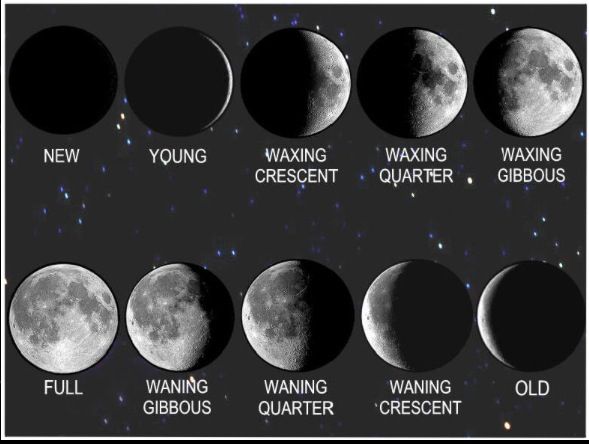 NEW
YOUNG
WAXING
CRESCENT
WAXING
QUARTER
WAXING
GIBBOUS
FULL
WANING
GIBBOUS
WANING
QUARTER
WANING
CRESCENT
OLD